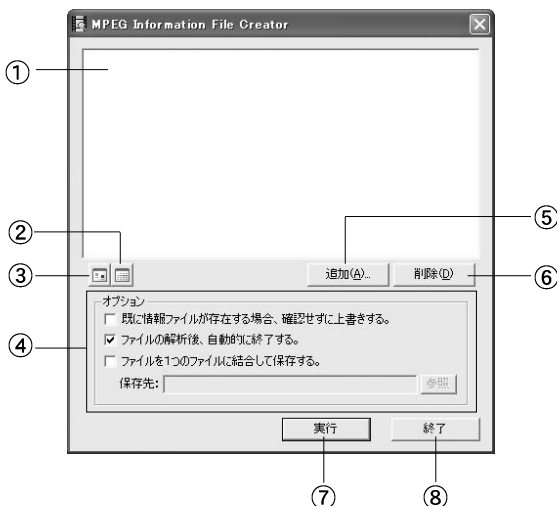 MPEG Information File Creator
①
②
③
⑤
追加(A)...
削除(D)
⑥
④
オプション
既に情報ファイルが存在する場合、確認せずに上書きする。
ファイルの解析後、自動的に終了する。
ファイルを1つのファイルに結合して保存する。
保存先:
参照
実行
終了
⑦
⑧